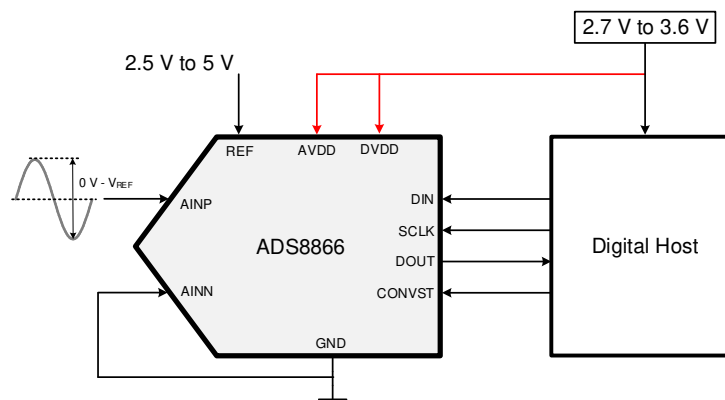 2.7 V to 3.6 V
2.5 V to 5 V
REF
AVDD
DVDD
0 V - VREF
AINP
DIN
SCLK
ADS8866
Digital Host
DOUT
AINN
CONVST
GND